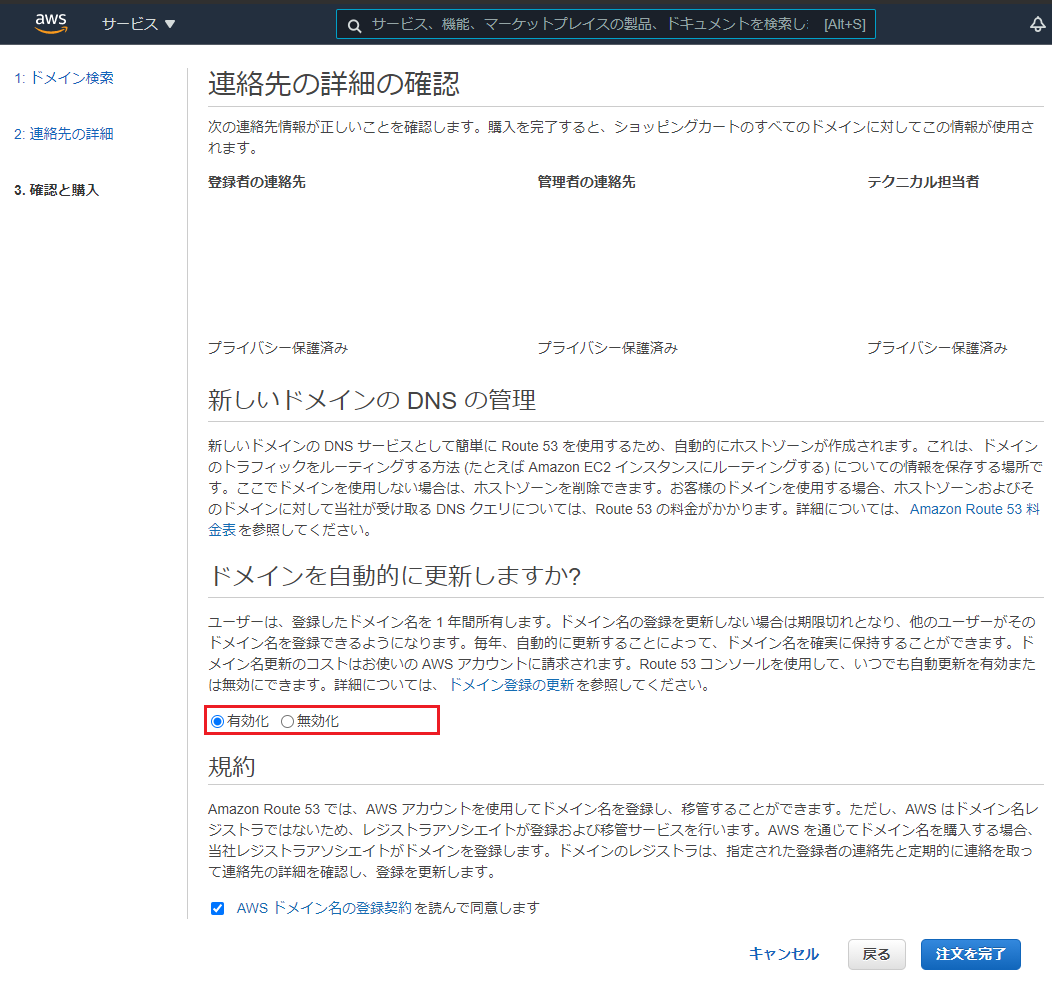 aws サービス ▼ サービス、機能、マーケットプレイスの製品、ドキュメントを検索し [Alt+S]
1: ドメイン検索
2: 連絡先の詳細
3. 確認と購入
連絡先の詳細の確認
次の連絡先情報が正しいことを確認します。購入を完了すると、ショッピングカートのすべてのドメインに対してこの情報が使用さ
れます。
登録者の連絡先 管理者の連絡先 テクニカル担当者
プライバシー保護済み プライバシー保護済み プライバシー保護済み
新しいドメインの DNS の管理
新しいドメインの DNS サービスとして簡単に Route 53 を使用するため、自動的にホストゾーンが作成されます。これは、ドメイン
のトラフィックをルーティングする方法 (たとえば Amazon EC2 インスタンスにルーティングする) についての情報を保存する場所で
す。ここでドメインを使用しない場合は、ホストゾーンを削除できます。お客様のドメインを使用する場合、ホストゾーンおよびそ
のドメインに対して当社が受け取る DNS クエリについては、Route 53 の料金がかかります。詳細については、 Amazon Route 53 料
金表 を参照してください。
ドメインを自動的に更新しますか?
ユーザーは、登録したドメイン名を 1 年間所有します。ドメイン名の登録を更新しない場合は期限切れとなり、他のユーザーがその
ドメイン名を登録できるようになります。毎年、自動的に更新することによって、ドメイン名を確実に保持することができます。ド
メイン名更新のコストはお使いの AWS アカウントに請求されます。Route 53 コンソールを使用して、いつでも自動更新を有効また
は無効にできます。詳細については、 ドメイン登録の更新 を参照してください。
有効化 無効化
規約
Amazon Route 53 では、AWS アカウントを使用してドメイン名を登録し、移管することができます。ただし、AWS はドメイン名レ
ジストラではないため、レジストラアソシエイトが登録および移管サービスを行います。AWS を通じてドメイン名を購入する場合、
当社レジストラアソシエイトがドメインを登録します。ドメインのレジストラは、指定された登録者の連絡先と定期的に連絡を取っ
て連絡先の詳細を確認し、登録を更新します。
AWS ドメイン名の登録契約 を読んで同意します
キャンセル 戻る 注文を完了